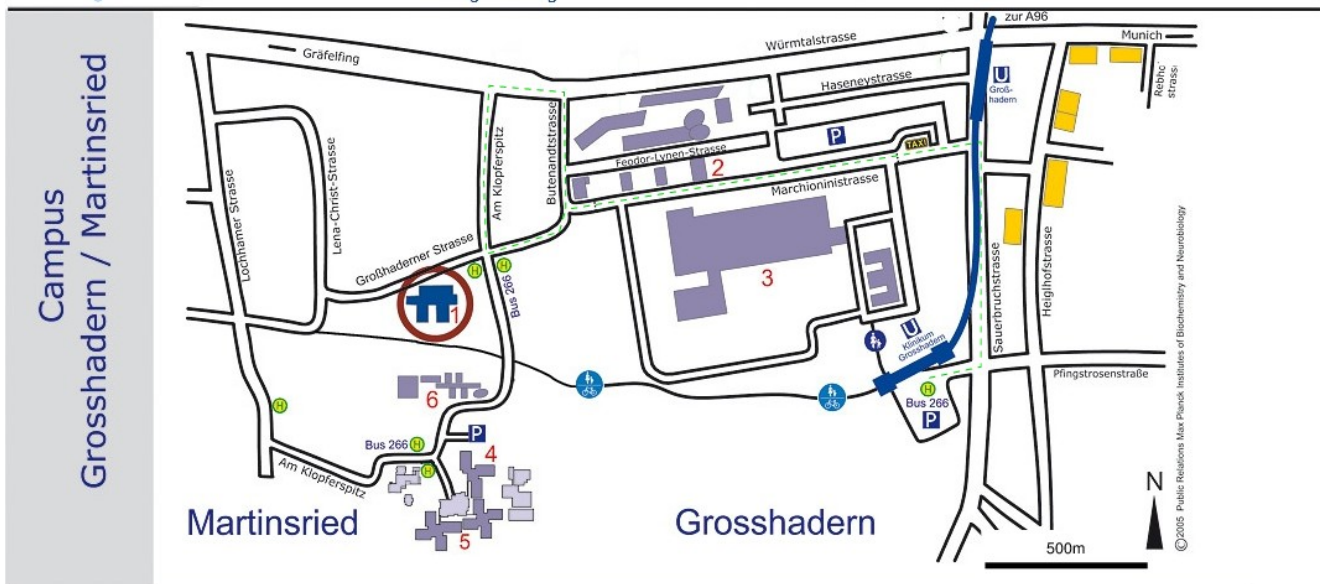 Campus
Grosshadern / Martinsried
zur A96
Gräfelfing
Würmtalstrasse
Munich
Haseneystrasse
U
Groß-
hadern
Rebho
strasse
P
TAXI
Lochhamer Strasse
Lena-Christ-Strasse
Am Klopferspitz
Butenandtstrasse
Feodor-Lynen-Strasse
2
Marchioninistrasse
Großhaderner Strasse
H
H
Bus 266
1
3
Sauerbruchstrasse
Heiglhofstrasse
U
Klinikum
Grosshadern
Pfingstrosenstraße
H
Bus 266
P
6
H
P
Bus 266
H
H
4
Am Klopferspitz
5
Martinsried
Grosshadern
N
500m
©2005 Public Relations Max Planck Institutes of Biochemistry and Neurobiology